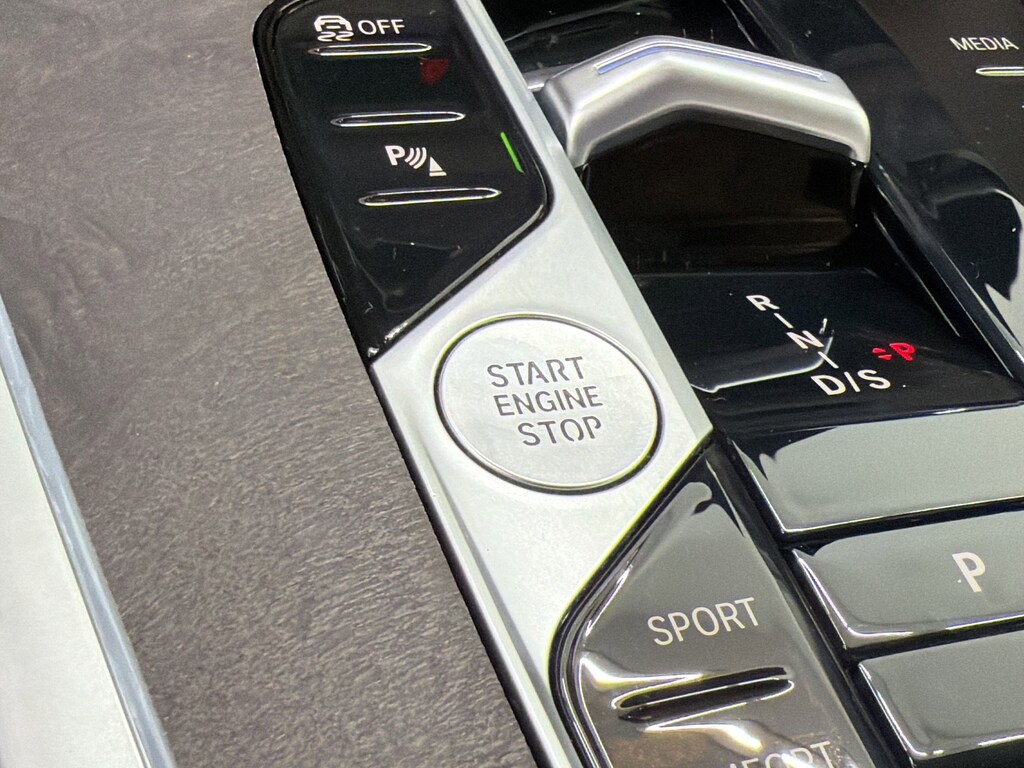 OFF
MEDIA
P
R
N
D/S
P
START
ENGINE
STOP
P
SPORT